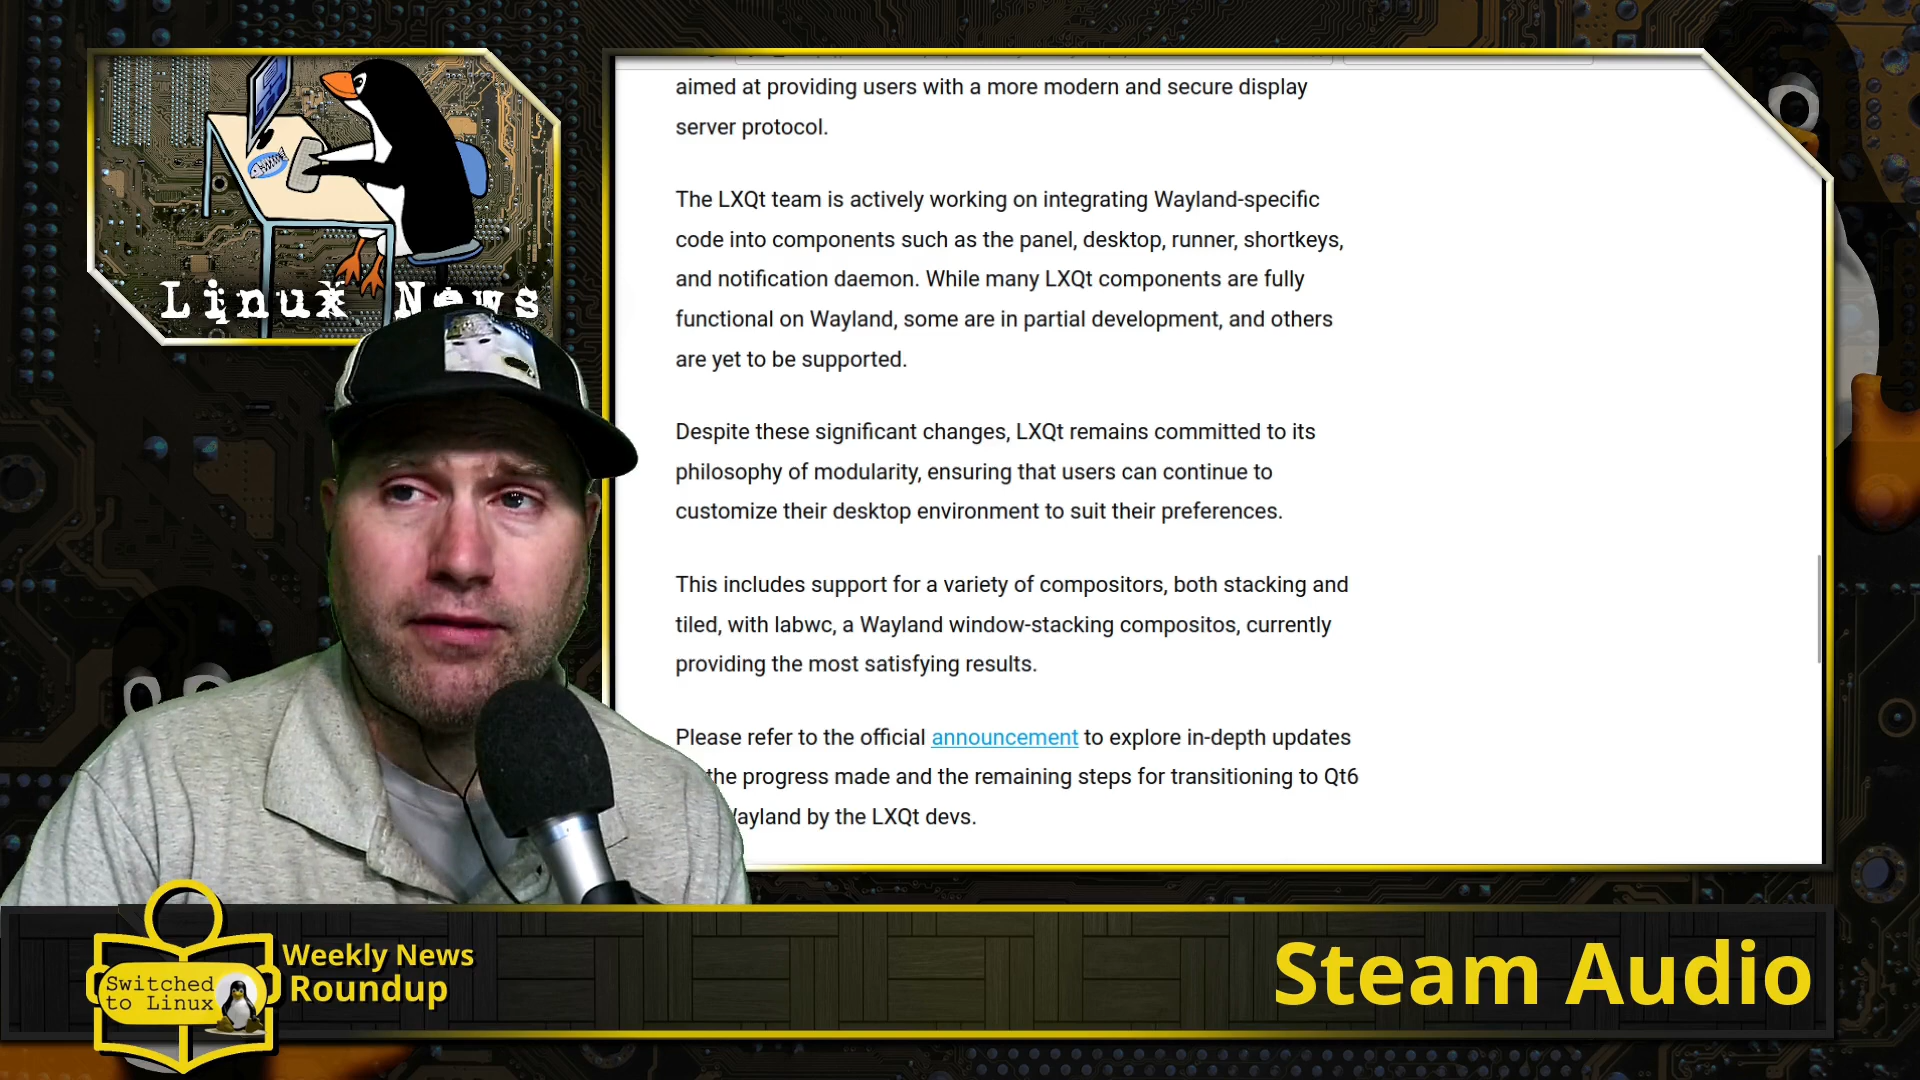 Linux News
aimed at providing users with a more modern and secure display
server protocol.
The LXQt team is actively working on integrating Wayland-specific
code into components such as the panel, desktop, runner, shortkeys,
and notification daemon. While many LXQt components are fully
functional on Wayland, some are in partial development, and others
are yet to be supported.
Despite these significant changes, LXQt remains committed to its
philosophy of modularity, ensuring that users can continue to
customize their desktop environment to suit their preferences.
This includes support for a variety of compositors, both stacking and
tiled, with labwc, a Wayland window-stacking compositos, currently
providing the most satisfying results.
Please refer to the official announcement to explore in-depth updates
the progress made and the remaining steps for transitioning to Qt6
by the LXQt devs.
Switched
to Linux
Weekly News
Roundup
Steam Audio